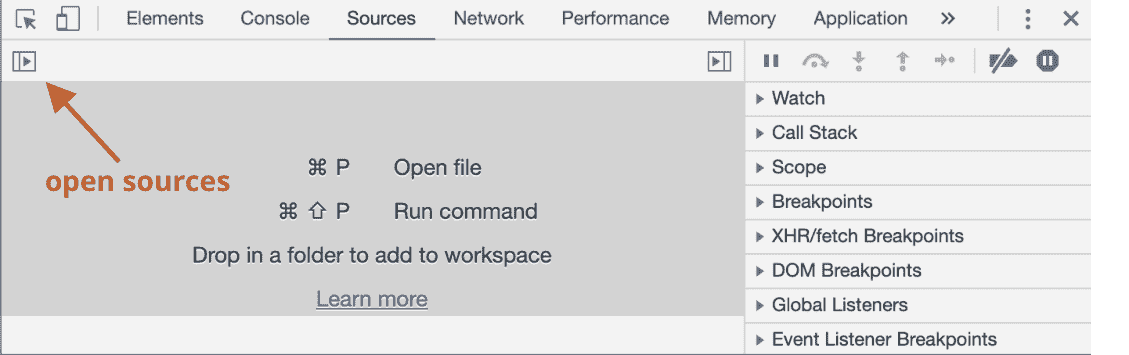 Elements Console Sources Network Performance Memory Application »
open sources
⌘ P Open file
⌘ ⇧ P Run command
Drop in a folder to add to workspace
Learn more
Watch
Call Stack
Scope
Breakpoints
XHR/fetch Breakpoints
DOM Breakpoints
Global Listeners
Event Listener Breakpoints